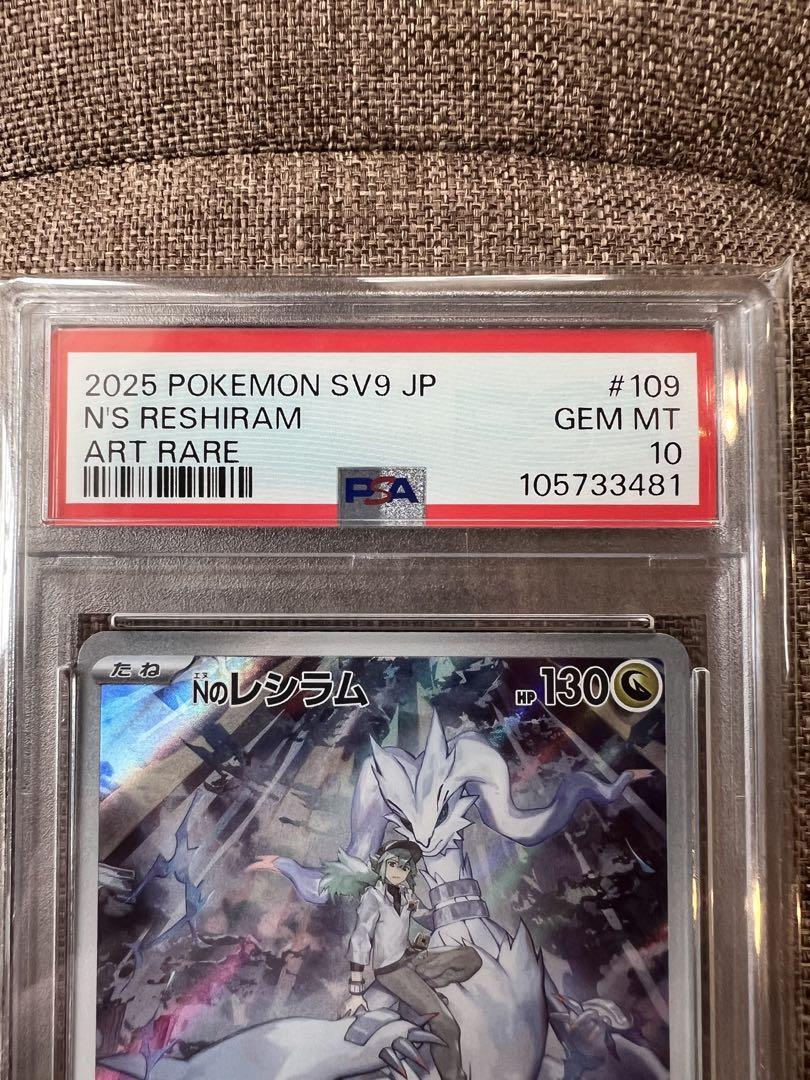 2025 POKEMON SV9 JP #109
N'S RESHIRAM GEM MT
ART RARE 10
PSA 105733481
たね エヌ
Nのレシラム HP 130